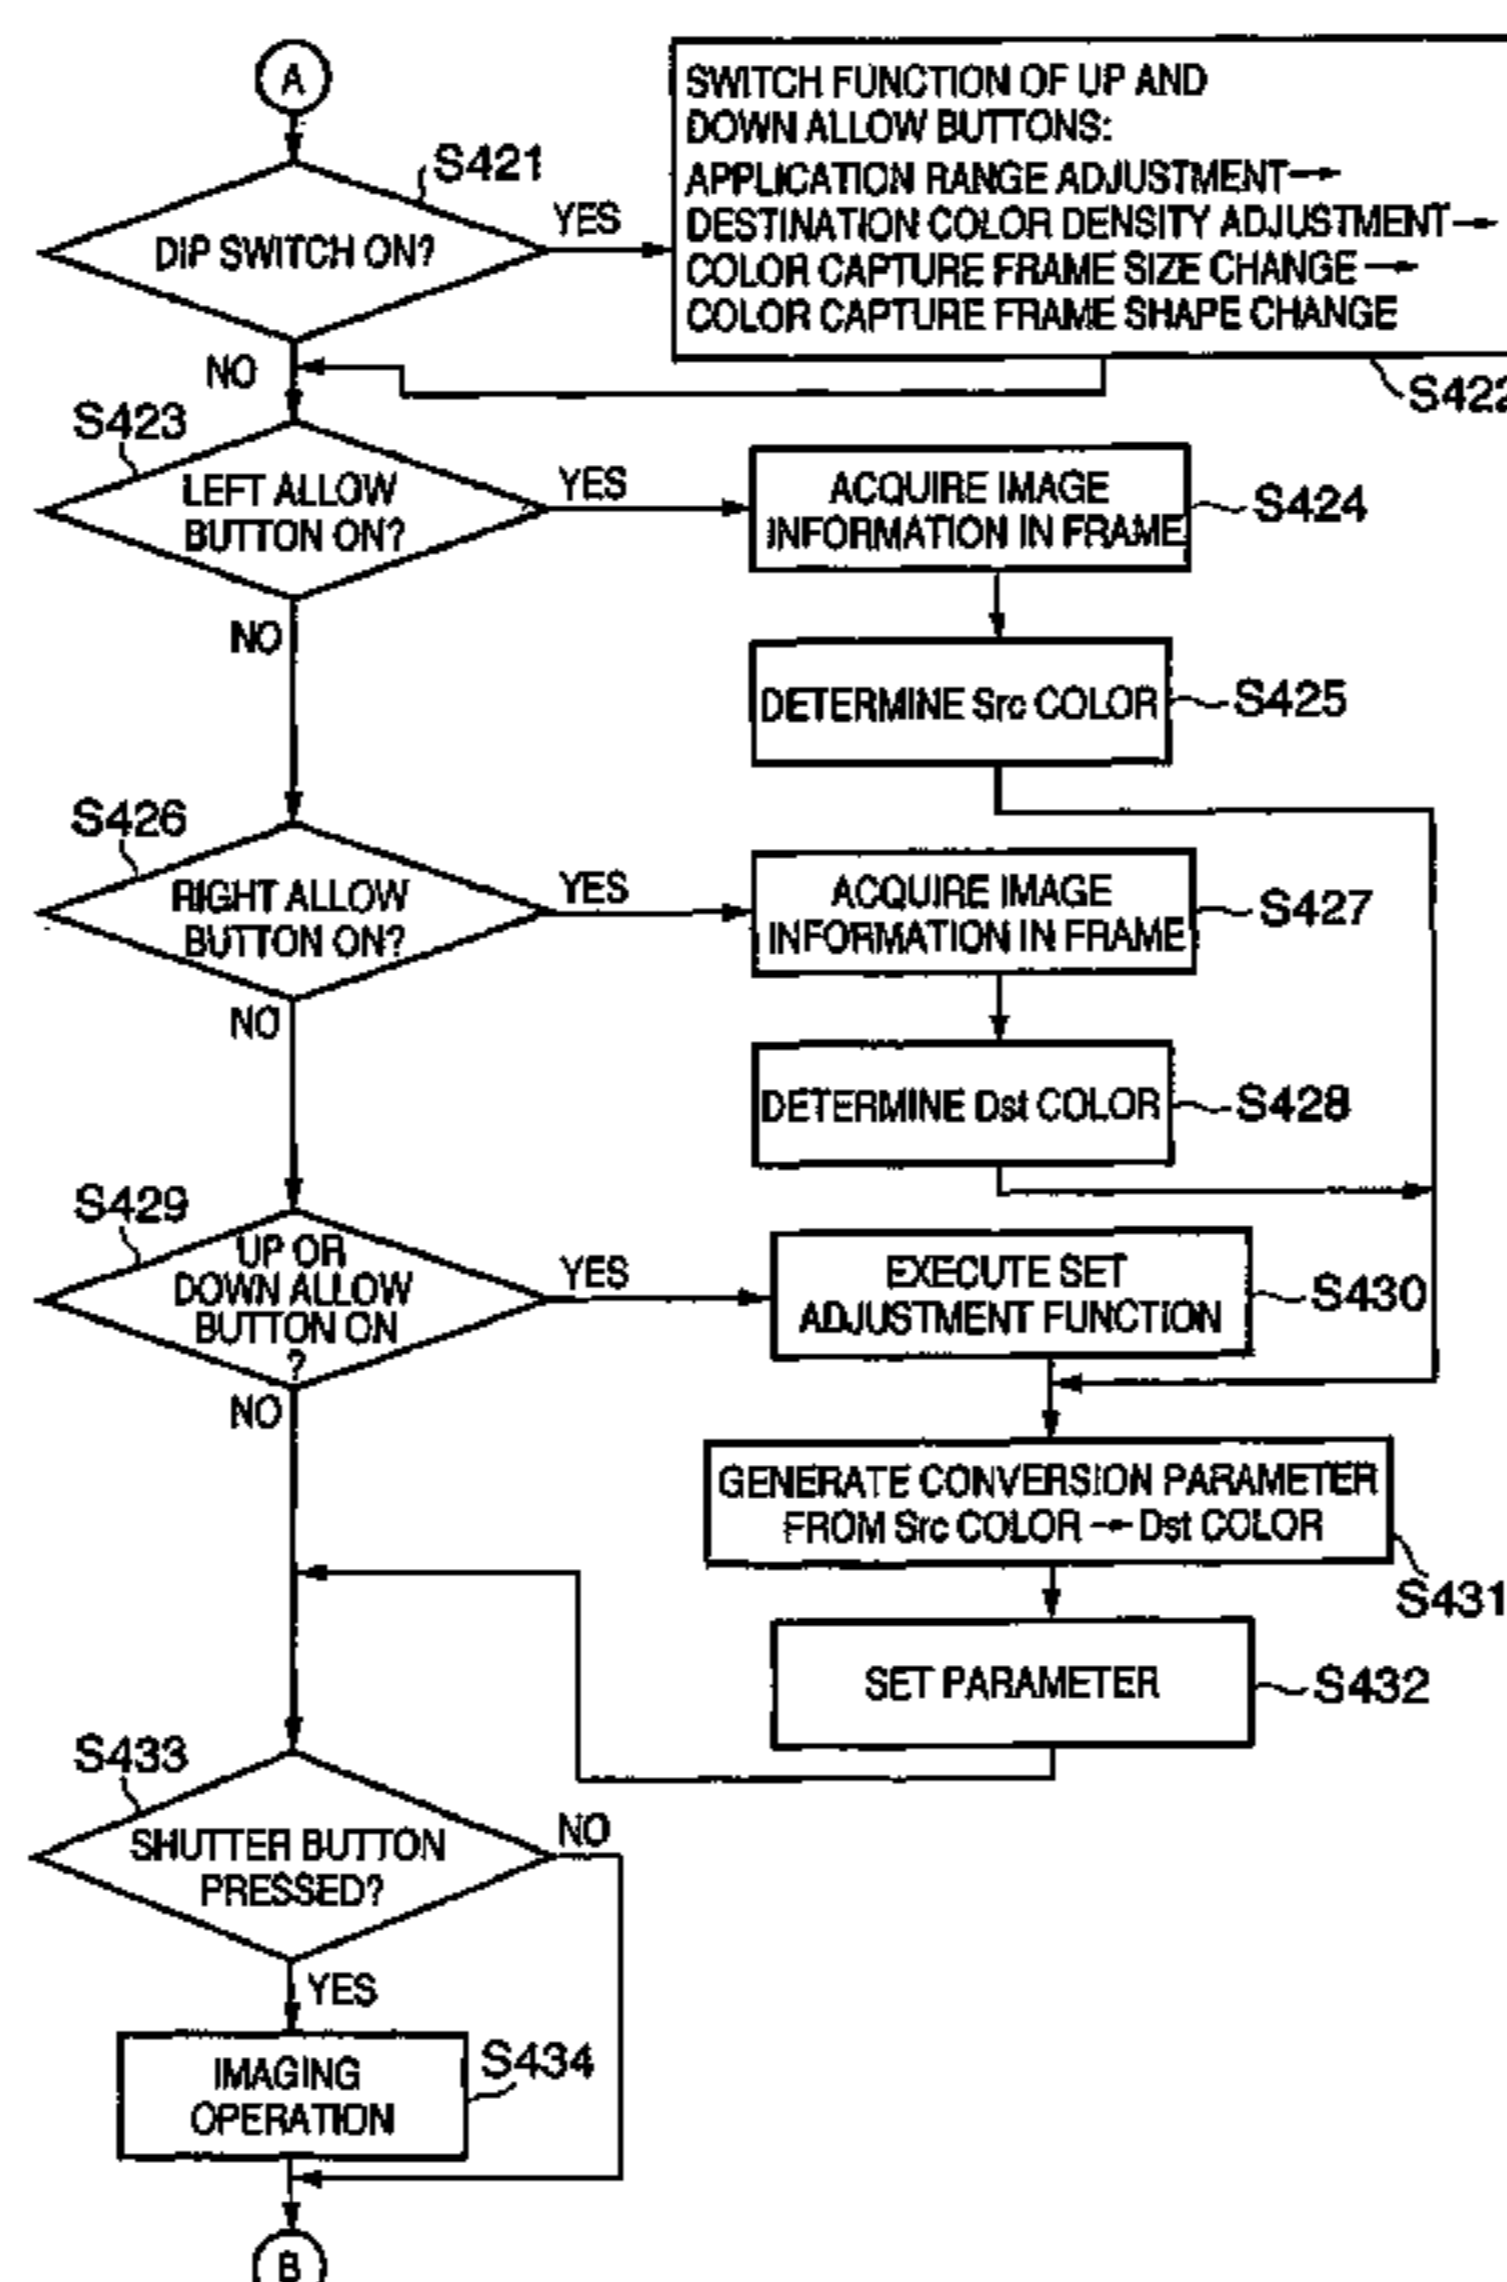 A
S421
DIP SWITCH ON?
YES
NO
SWITCH FUNCTION OF UP AND
DOWN ALLOW BUTTONS:
APPLICATION RANGE ADJUSTMENT→
DESTINATION COLOR DENSITY ADJUSTMENT→
COLOR CAPTURE FRAME SIZE CHANGE→
COLOR CAPTURE FRAME SHAPE CHANGE
S422
S423
LEFT ALLOW
BUTTON ON?
YES
NO
ACQUIRE IMAGE
INFORMATION IN FRAME
S424
DETERMINE Src COLOR
S425
S426
RIGHT ALLOW
BUTTON ON?
YES
NO
ACQUIRE IMAGE
INFORMATION IN FRAME
S427
DETERMINE Dst COLOR
S428
S429
UP OR
DOWN ALLOW
BUTTON ON
?
YES
NO
EXECUTE SET
ADJUSTMENT FUNCTION
S430
GENERATE CONVERSION PARAMETER
FROM Src COLOR → Dst COLOR
S431
SET PARAMETER
S432
S433
SHUTTER BUTTON
PRESSED?
NO
YES
IMAGING
OPERATION
S434
B